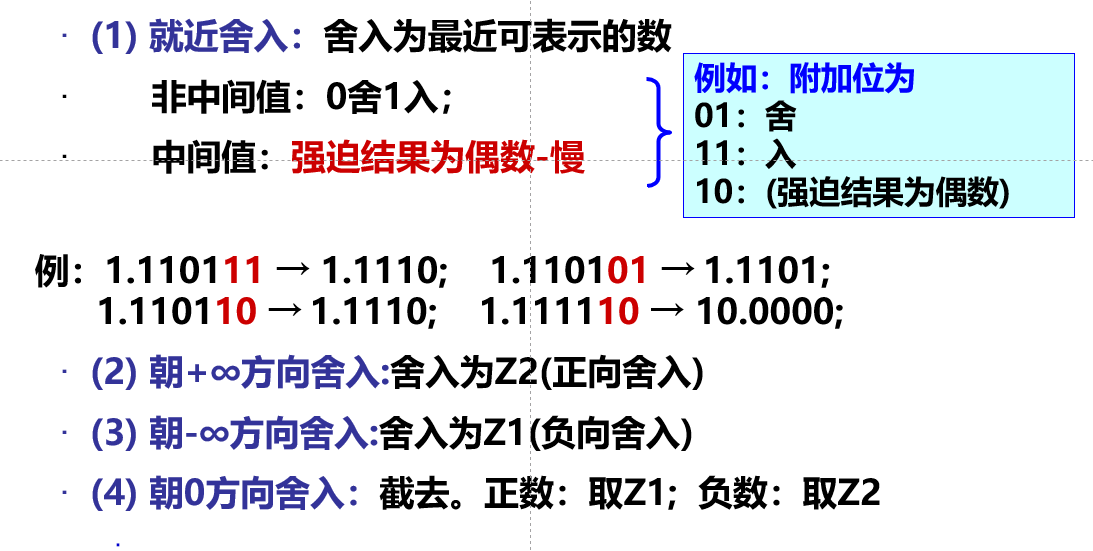 · (1) 就近舍入：舍入为最近可表示的数
· 非中间值：0舍1入；
· 中间值：强迫结果为偶数-慢
例如：附加位为
01：舍
11：入
10：(强迫结果为偶数)
例：1.110111 → 1.1110; 1.110101 → 1.1101;
1.110110 → 1.1110; 1.111110 → 10.0000;
· (2) 朝+∞方向舍入:舍入为Z2(正向舍入)
· (3) 朝-∞方向舍入:舍入为Z1(负向舍入)
· (4) 朝0方向舍入：截去。正数：取Z1；负数：取Z2